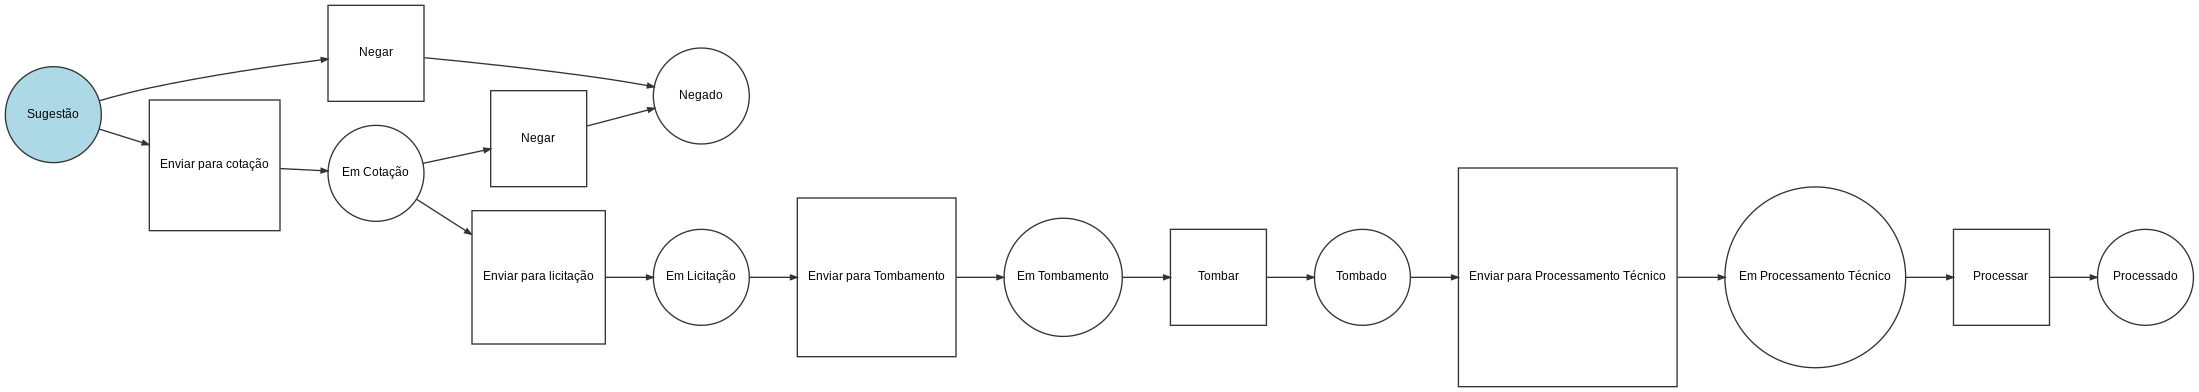 Negar
Sugestão
Negado
Negar
Enviar para cotação
Em Cotação
Enviar para licitação
Em Licitação
Enviar para Tombamento
Em Tombamento
Tombar
Tombado
Enviar para Processamento Técnico
Em Processamento Técnico
Processar
Processado